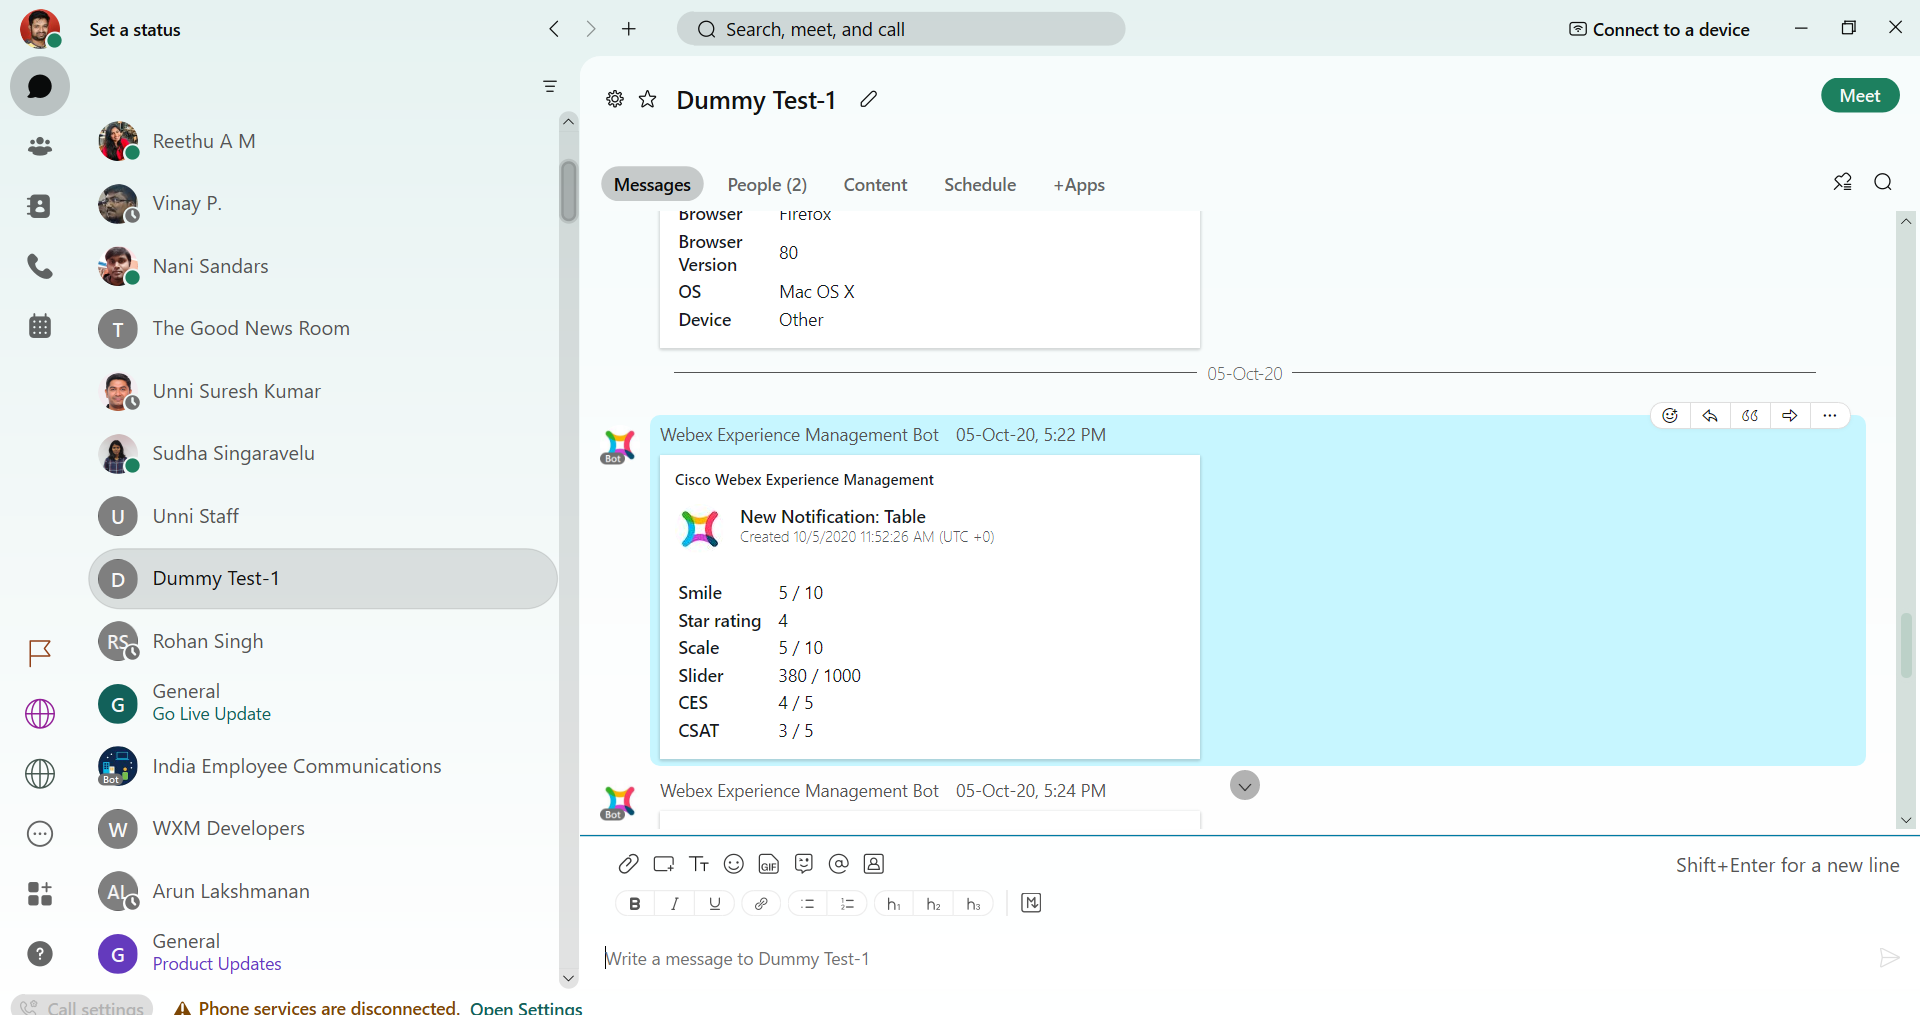 Set a status
Search, meet, and call
Connect to a device
Reethu A M
Vinay P.
Nani Sandars
T The Good News Room
Unni Suresh Kumar
Sudha Singaravelu
U Unni Staff
D Dummy Test-1
RS Rohan Singh
G General
Go Live Update
Bot India Employee Communications
W WXM Developers
AL Arun Lakshmanan
G General
Product Updates
Call settings
Phone services are disconnected. Open Settings
Dummy Test-1
Meet
Messages People (2) Content Schedule +Apps
Browser Firefox
Browser Version 80
OS Mac OS X
Device Other
05-Oct-20
Bot
Webex Experience Management Bot 05-Oct-20, 5:22 PM
Cisco Webex Experience Management
New Notification: Table
Created 10/5/2020 11:52:26 AM (UTC +0)
Smile 5 / 10
Star rating 4
Scale 5 / 10
Slider 380 / 1000
CES 4 / 5
CSAT 3 / 5
Bot
Webex Experience Management Bot 05-Oct-20, 5:24 PM
TT GIF @
Shift+Enter for a new line
B I U h1 h2 h3 M
Write a message to Dummy Test-1